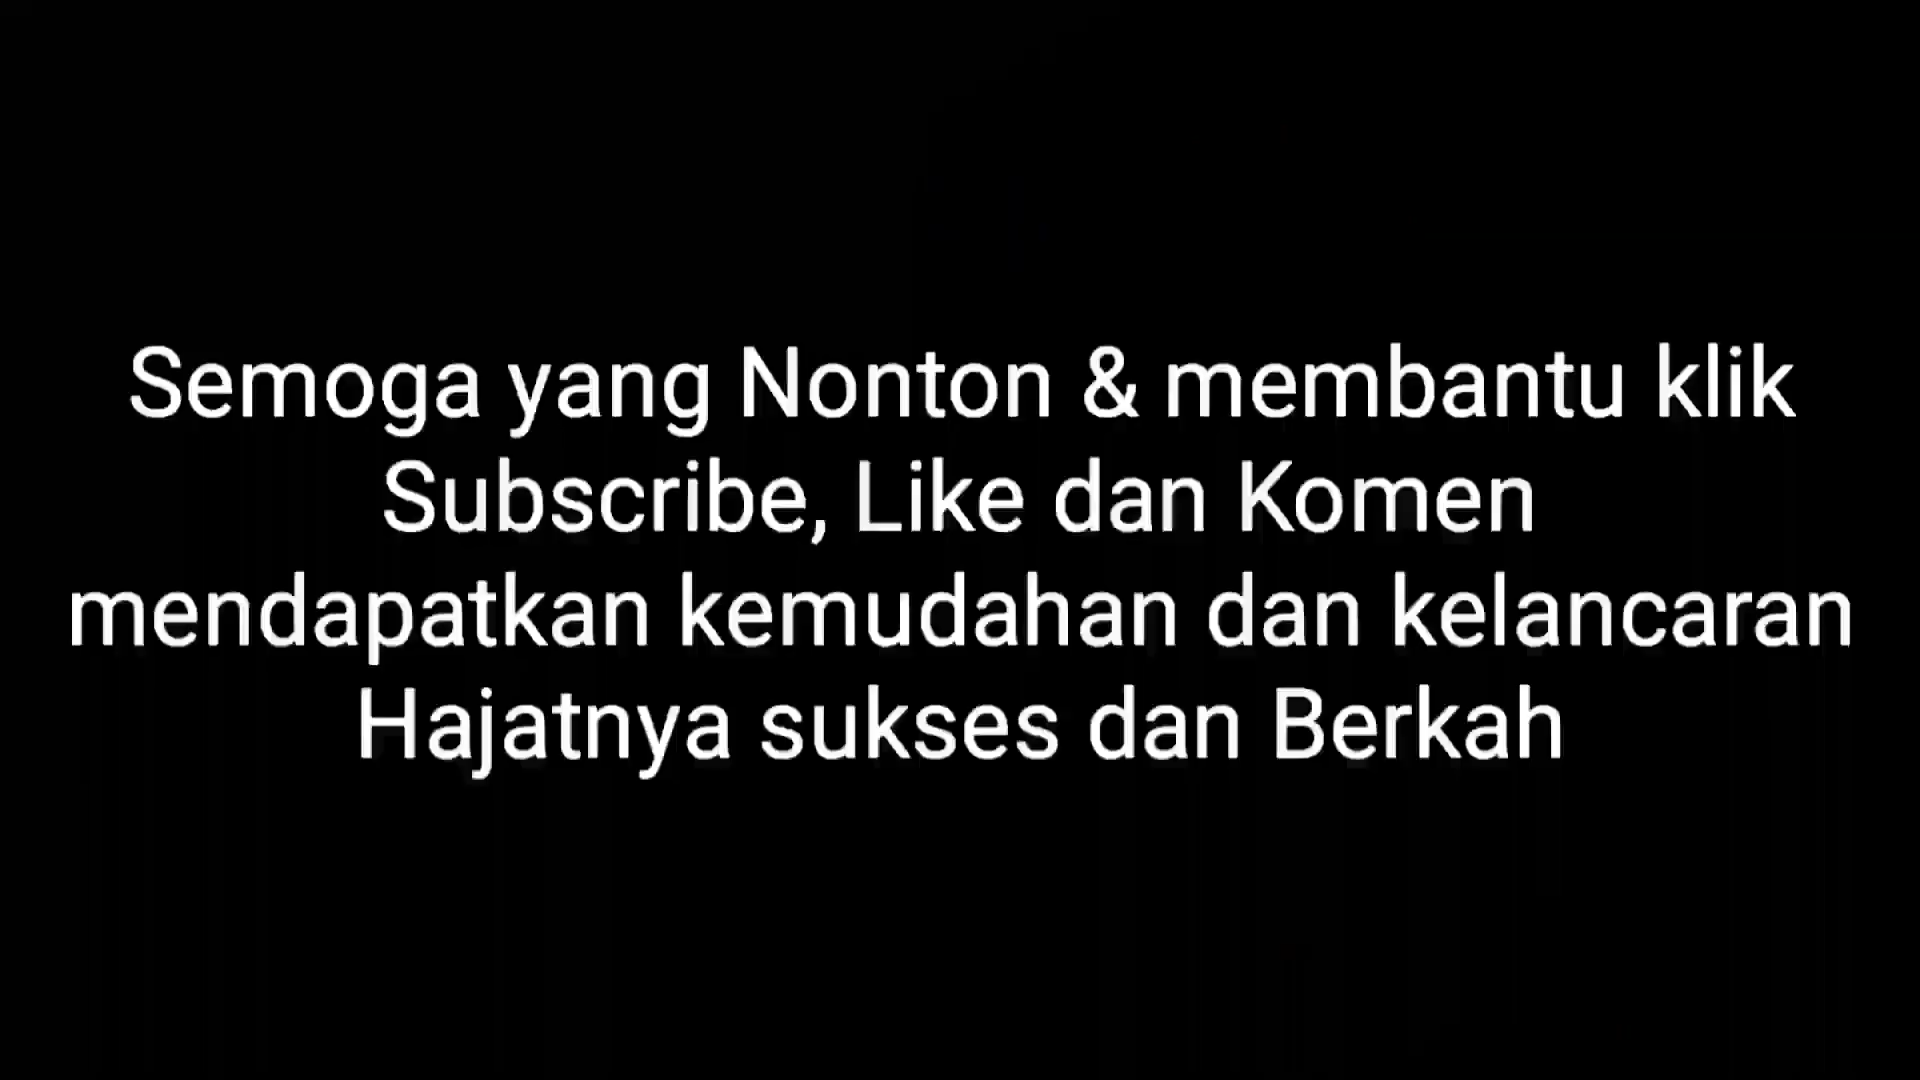 Semoga yang Nonton & membantu klik
Subscribe, Like dan Komen
mendapatkan kemudahan dan kelancaran
Hajatnya sukses dan Berkah